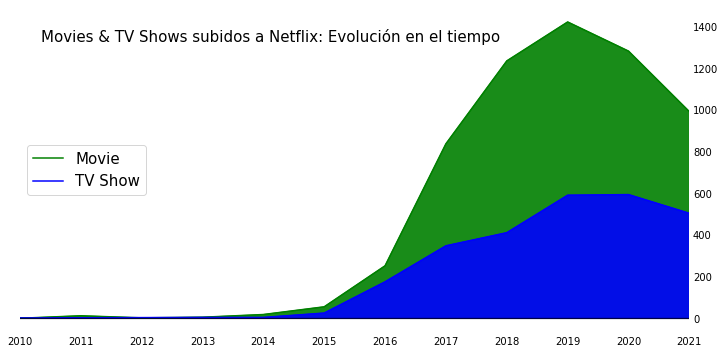 Movies & TV Shows subidos a Netflix: Evolución en el tiempo
Movie
TV Show
1400
1200
1000
800
600
400
200
0
2010 2011 2012 2013 2014 2015 2016 2017 2018 2019 2020 2021